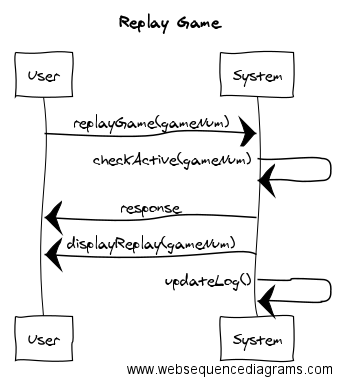 Replay Game
User
System
replayGame(gameNum)
checkActive(gameNum)
response
displayReplay(gameNum)
updateLog()
User
System
www.websequencediagrams.com